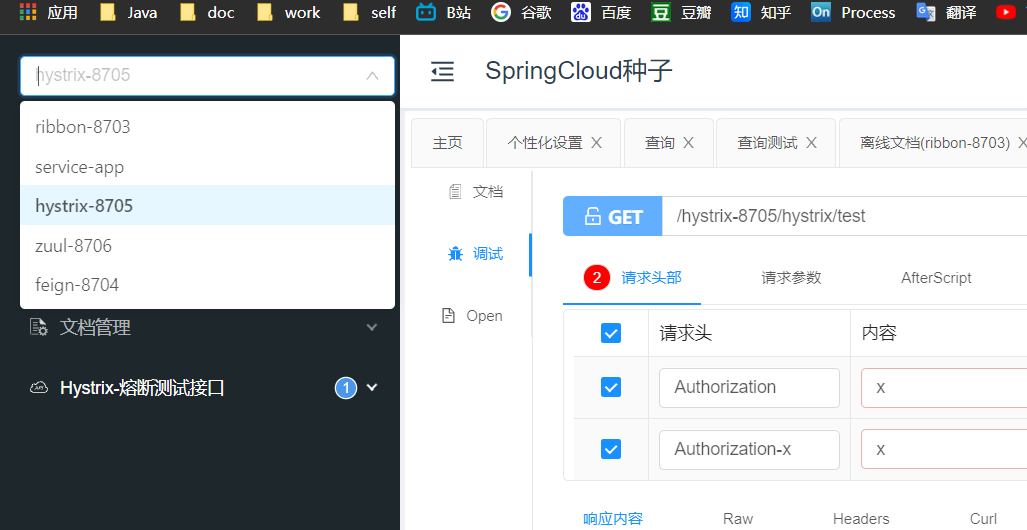 应用 Java doc work self B站 谷歌 百度 豆瓣 知乎 Process 翻译
hystrix-8705
ribbon-8703
service-app
hystrix-8705
zuul-8706
feign-8704
文档管理
Hystrix-熔断测试接口 1
SpringCloud种子
主页 个性化设置 X 查询 X 查询测试 X 离线文档(ribbon-8703) X
文档
调试
Open
GET /hystrix-8705/hystrix/test
2 请求头部 请求参数 AfterScript
请求头 内容
Authorization x
Authorization-x x
响应内容 Raw Headers Curl